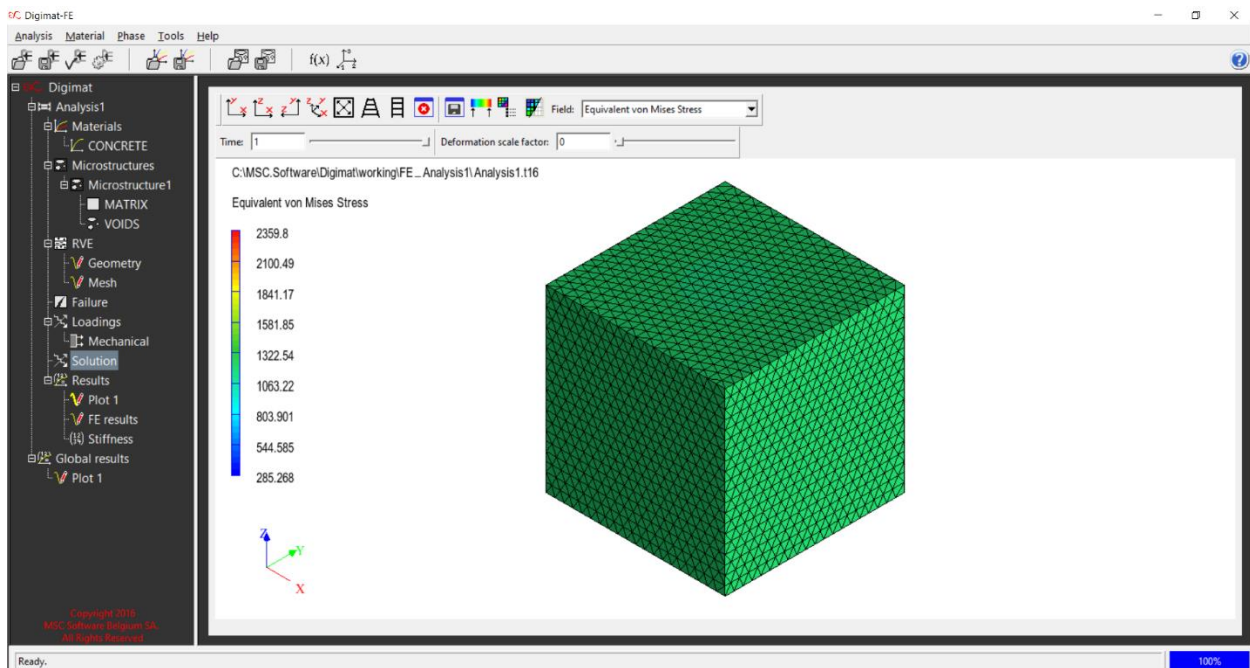 Digimat-FE
Analysis Material Phase Tools Help
f(x)
Digimat
Analysis1
Materials
CONCRETE
Microstructures
Microstructure1
MATRIX
VOIDS
RVE
Geometry
Mesh
Failure
Loadings
Mechanical
Solution
Results
Plot 1
FE results
Stiffness
Global results
Plot 1
Copyright 2016
MSC Software Belgium SA.
All Rights Reserved
Field: Equivalent von Mises Stress
Time: 1 Deformation scale factor: 0
C:\MSC.Software\Digimat\working\FE_Analysis1\Analysis1.t16
Equivalent von Mises Stress
2359.8
2100.49
1841.17
1581.85
1322.54
1063.22
803.901
544.585
285.268
Z
Y
X
Ready. 100%